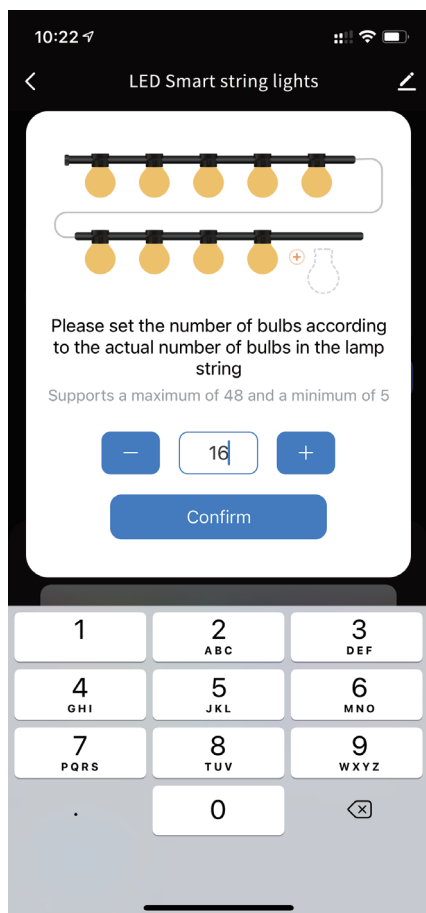 10:22
LED Smart string lights
Please set the number of bulbs according
to the actual number of bulbs in the lamp
string
Supports a maximum of 48 and a minimum of 5
− 16 +
Confirm
1 2 3
ABC DEF
4 5 6
GHI JKL MNO
7 8 9
PQRS TUV WXYZ
. 0